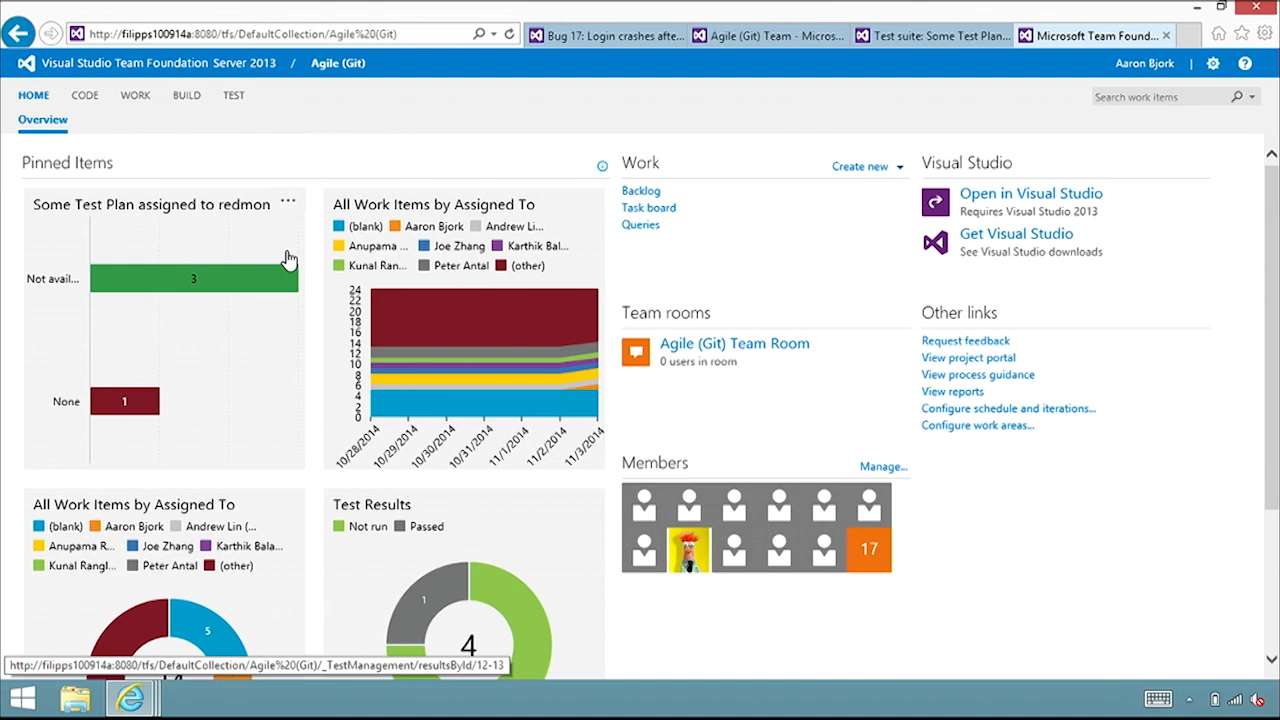 http://filipps100914a:8080/tfs/DefaultCollection/Agile%20(Git)
Bug 17: Login crashes afte...
Agile (Git) Team - Micros...
Test suite: Some Test Plan...
Microsoft Team Found...
Visual Studio Team Foundation Server 2013 / Agile (Git)
Aaron Bjork
HOME CODE WORK BUILD TEST
Search work items
Overview
Pinned Items
Some Test Plan assigned to redmon ...
Not avai...
3
None
1
All Work Items by Assigned To
(blank) Aaron Bjork Andrew Li...
Anupama ... Joe Zhang Karthik Bal...
Kunal Ran... Peter Antal (other)
24
22
20
18
16
14
12
10
8
6
4
2
0
10/28/2014 10/29/2014 10/30/2014 10/31/2014 11/1/2014 11/2/2014 11/3/2014
All Work Items by Assigned To
(blank) Aaron Bjork Andrew Lin (...
Anupama R... Joe Zhang Karthik Bala...
Kunal Rangl... Peter Antal (other)
5
Test Results
Not run Passed
1
4
Work
Create new
Backlog
Task board
Queries
Team rooms
Agile (Git) Team Room
0 users in room
Members
Manage...
17
Visual Studio
Open in Visual Studio
Requires Visual Studio 2013
Get Visual Studio
See Visual Studio downloads
Other links
Request feedback
View project portal
View process guidance
View reports
Configure schedule and iterations...
Configure work areas...
http://filipps100914a:8080/tfs/DefaultCollection/Agile%20(Git)/_TestManagement/resultsById/12-13